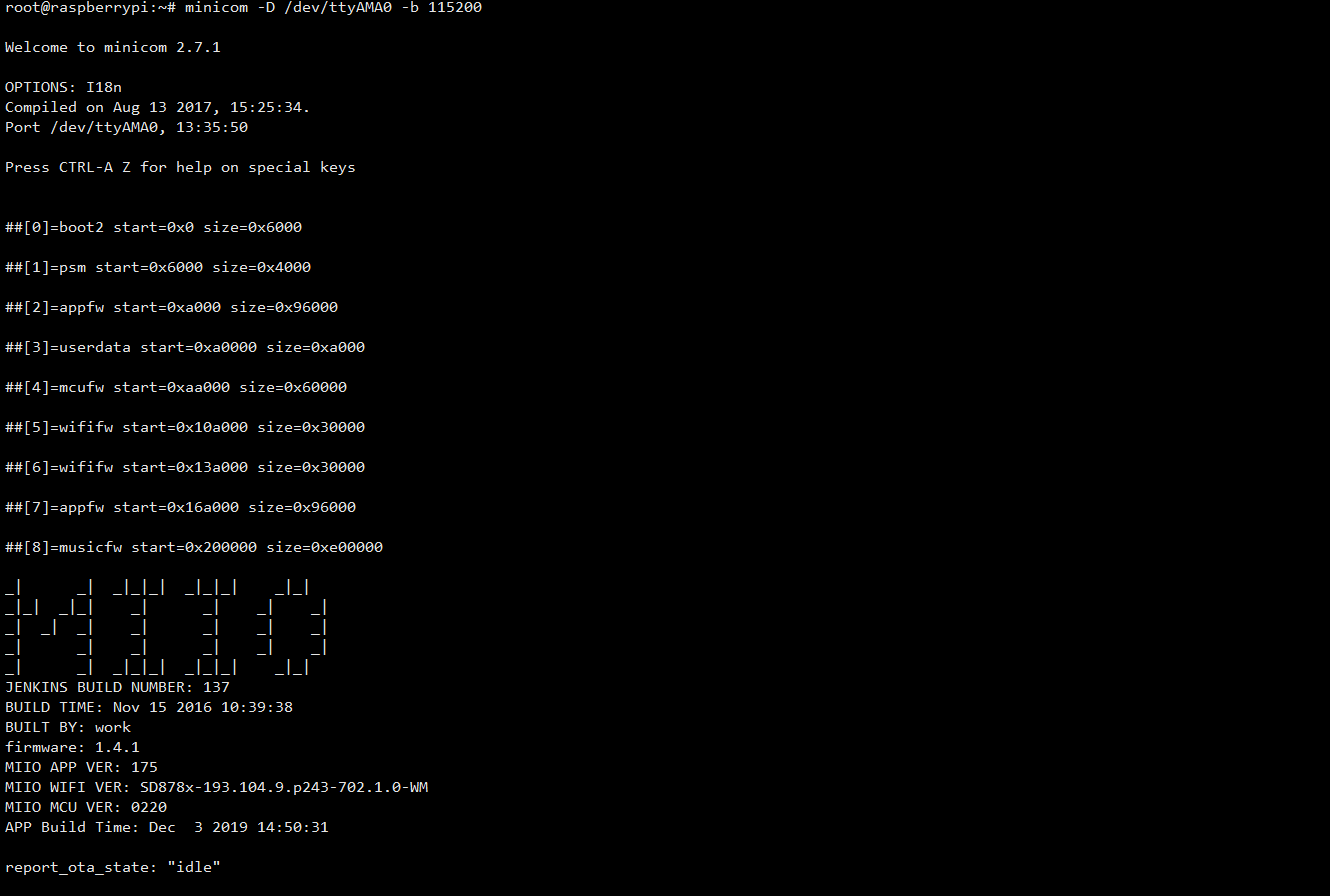 root@raspberrypi:~# minicom -D /dev/ttyAMA0 -b 115200
Welcome to minicom 2.7.1
OPTIONS: I18n
Compiled on Aug 13 2017, 15:25:34.
Port /dev/ttyAMA0, 13:35:50
Press CTRL-A Z for help on special keys
##[0]=boot2 start=0x0 size=0x6000
##[1]=psm start=0x6000 size=0x4000
##[2]=appfw start=0xa000 size=0x96000
##[3]=userdata start=0xa0000 size=0xa000
##[4]=mcufw start=0xaa000 size=0x60000
##[5]=wififw start=0x10a000 size=0x30000
##[6]=wififw start=0x13a000 size=0x30000
##[7]=appfw start=0x16a000 size=0x96000
##[8]=musicfw start=0x200000 size=0xe00000
_|      _|  _|_|_|  _|_|_|    _|_|
_|_|  _|_|    _|      _|    _|    _|
_|  _|  _|    _|      _|    _|    _|
_|      _|    _|      _|    _|    _|
_|      _|  _|_|_|  _|_|_|    _|_|
JENKINS BUILD NUMBER: 137
BUILD TIME: Nov 15 2016 10:39:38
BUILT BY: work
firmware: 1.4.1
MIIO APP VER: 175
MIIO WIFI VER: SD878x-193.104.9.p243-702.1.0-WM
MIIO MCU VER: 0220
APP Build Time: Dec  3 2019 14:50:31
report_ota_state: "idle"